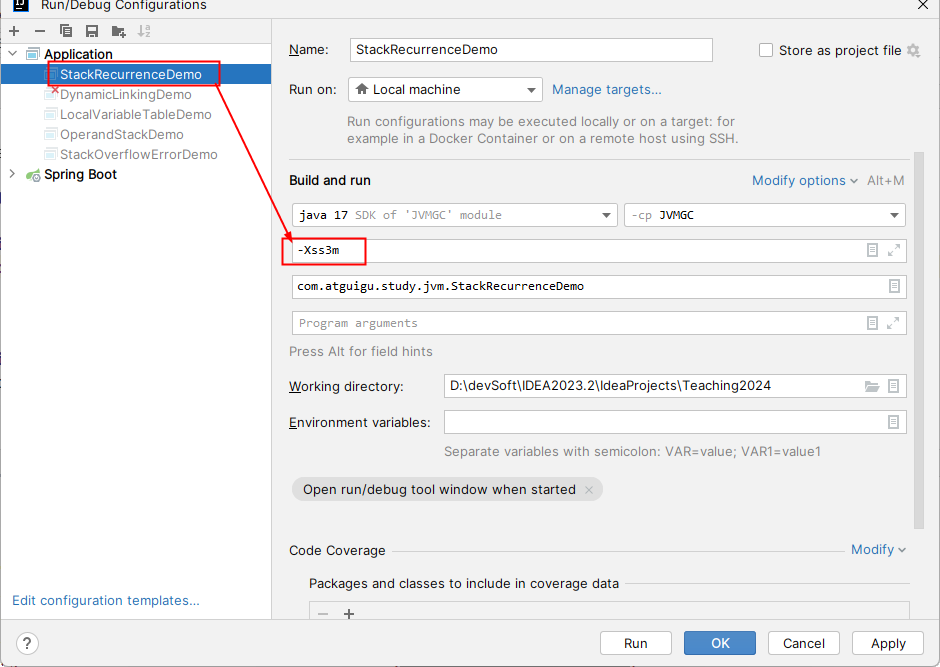 Run/Debug Configurations
Application
StackRecurrenceDemo
DynamicLinkingDemo
LocalVariableTableDemo
OperandStackDemo
StackOverflowErrorDemo
Spring Boot
Edit configuration templates...
Name: StackRecurrenceDemo Store as project file
Run on: Local machine Manage targets...
Run configurations may be executed locally or on a target: for
example in a Docker Container or on a remote host using SSH.
Build and run Modify options Alt+M
java 17 SDK of 'JVMGC' module -cp JVMGC
-Xss3m
com.atguigu.study.jvm.StackRecurrenceDemo
Program arguments
Press Alt for field hints
Working directory: D:\devSoft\IDEA2023.2\IdeaProjects\Teaching2024
Environment variables:
Separate variables with semicolon: VAR=value; VAR1=value1
Open run/debug tool window when started
Code Coverage Modify
Packages and classes to include in coverage data
? Run OK Cancel Apply